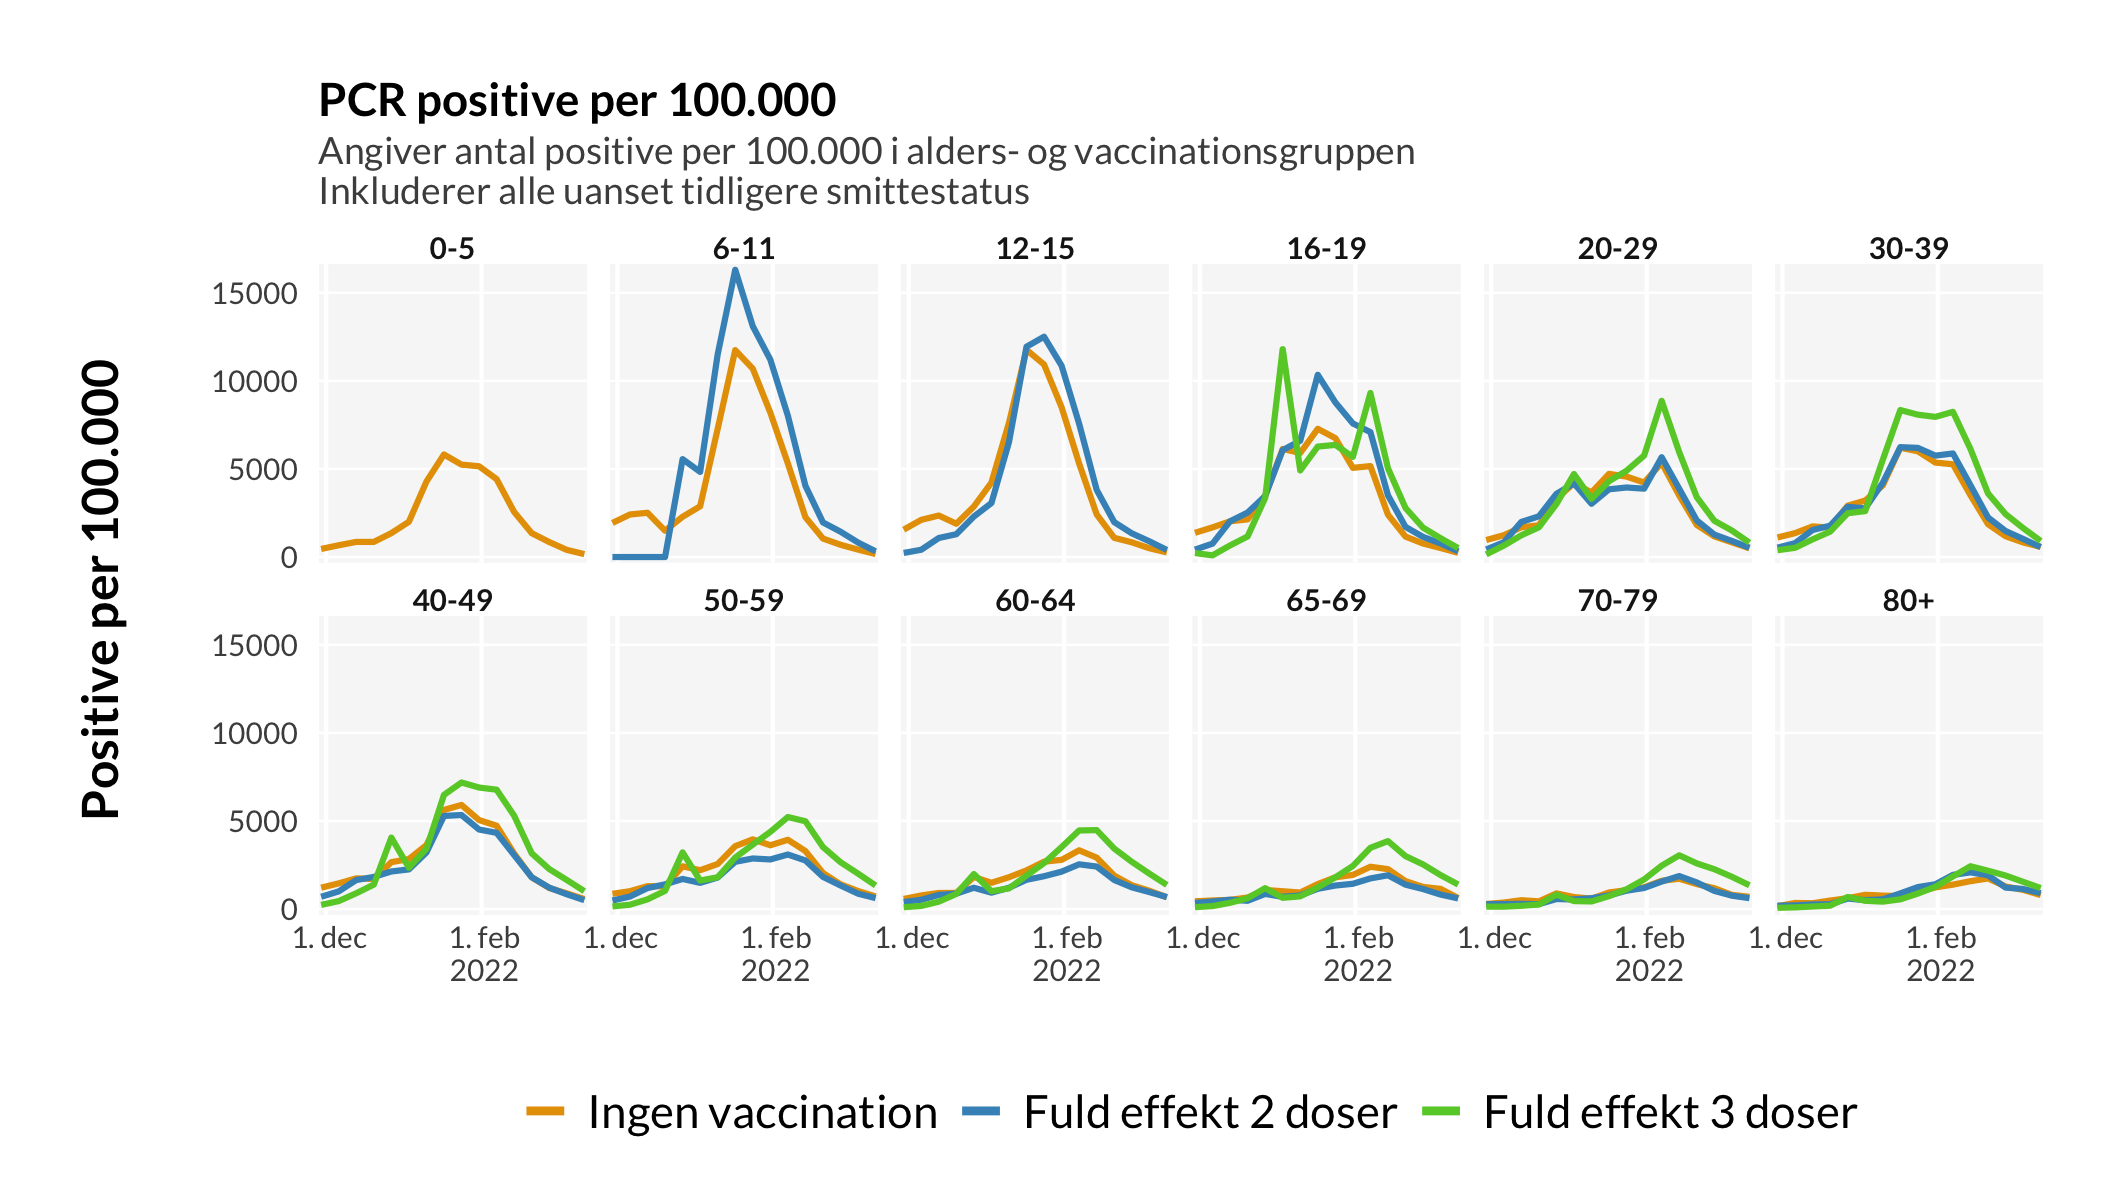 PCR positive per 100.000
Angiver antal positive per 100.000 i alders- og vaccinationsgruppen
Inkluderer alle uanset tidligere smittestatus
Positive per 100.000
0-5 6-11 12-15 16-19 20-29 30-39
15000
10000
5000
0
40-49 50-59 60-64 65-69 70-79 80+
15000
10000
5000
0
1. dec 1. feb 1. dec 1. feb 1. dec 1. feb 1. dec 1. feb 1. dec 1. feb 1. dec 1. feb
2022 2022 2022 2022 2022 2022
Ingen vaccination Fuld effekt 2 doser Fuld effekt 3 doser